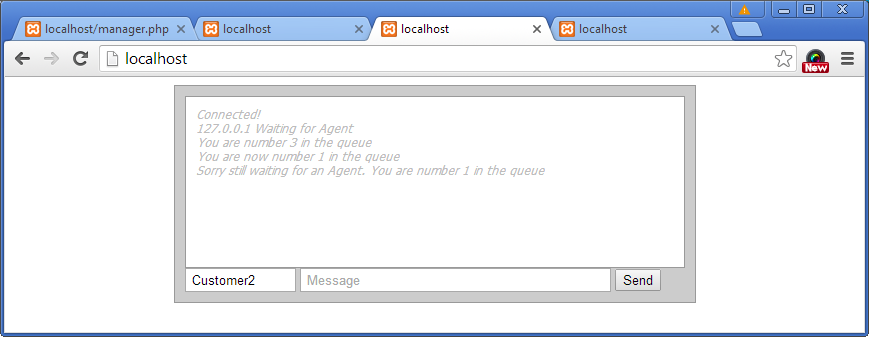 localhost/manager.php
localhost
localhost
localhost
localhost
New
Connected!
127.0.0.1 Waiting for Agent
You are number 3 in the queue
You are now number 1 in the queue
Sorry still waiting for an Agent. You are number 1 in the queue
Customer2
Message
Send